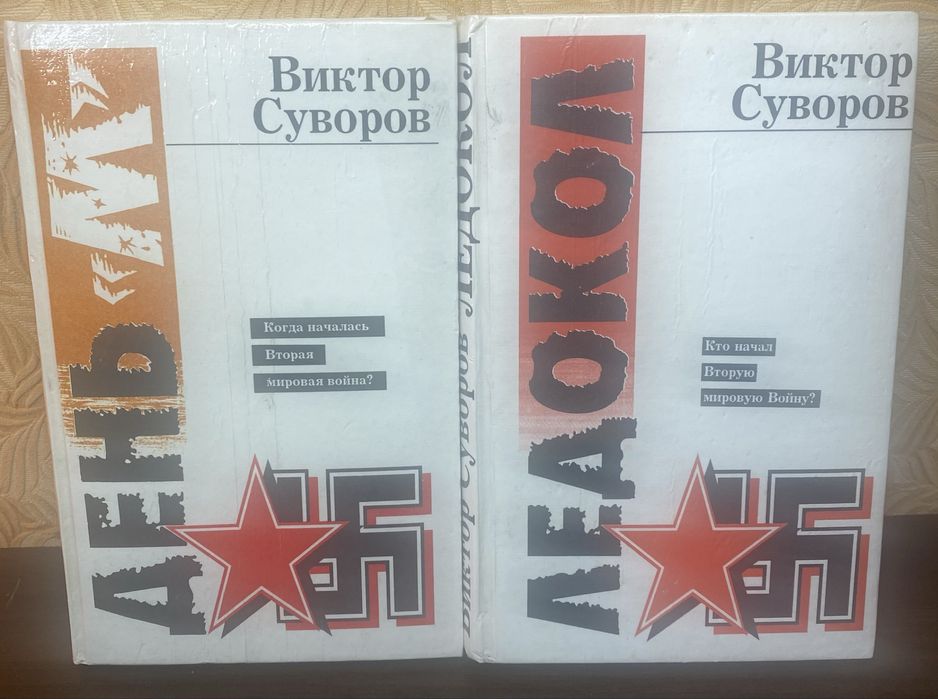 Виктор
Суворов
ДЕНЬ «М»
Когда началась
Вторая
мировая война?
Виктор Суворов ЛЕДОКОЛ
Виктор
Суворов
ЛЕДОКОЛ
Кто начал
Вторую
мировую Войну?